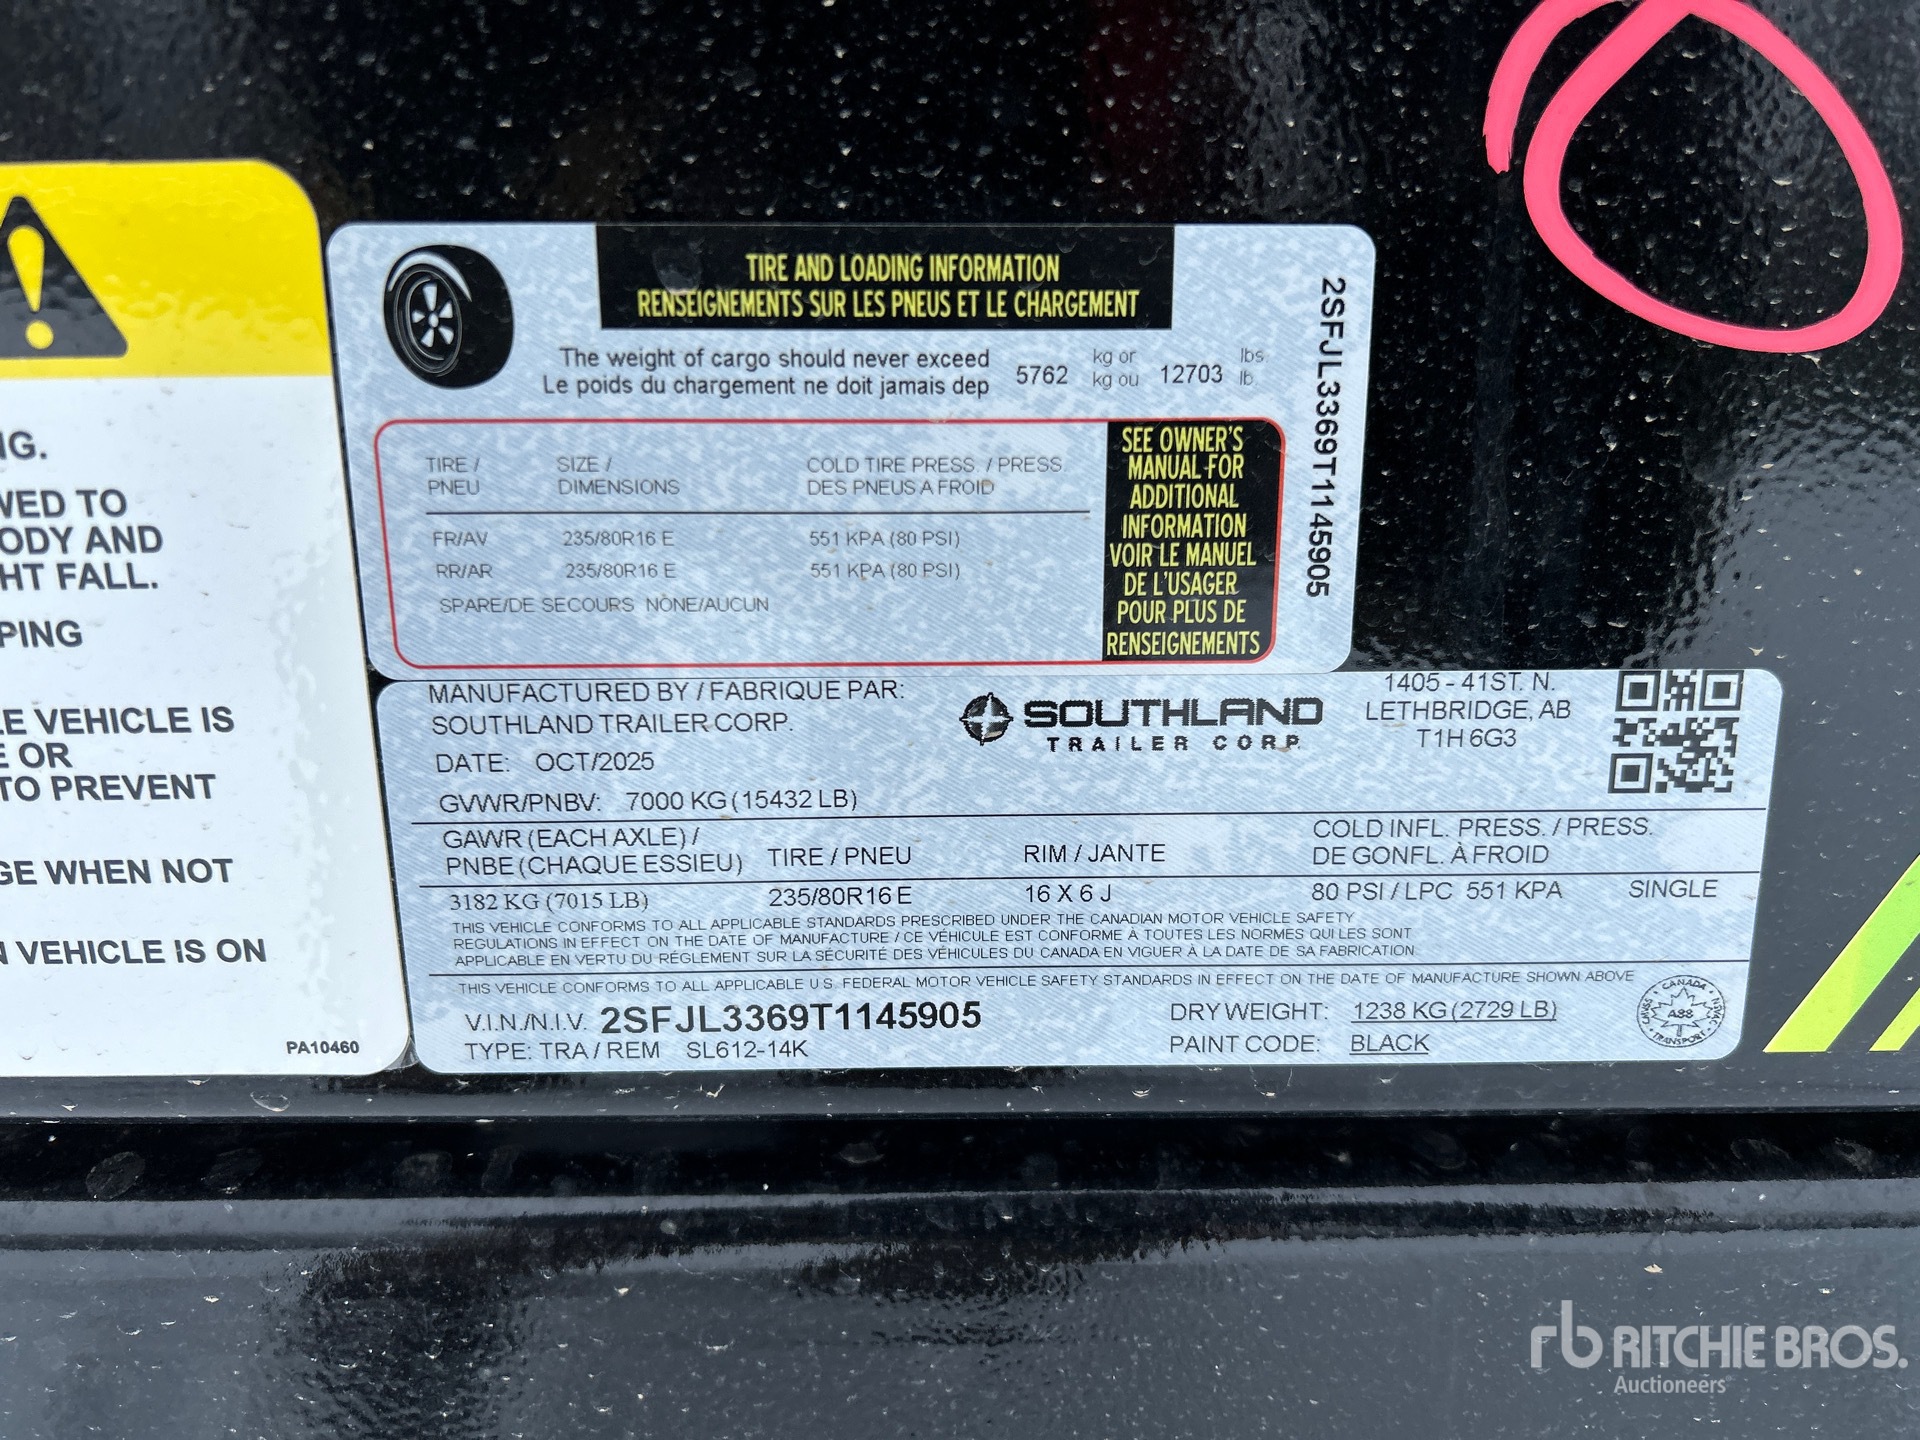 NG.
WED TO
ODY AND
HT FALL.
PING
LE VEHICLE IS
E OR
TO PREVENT
GE WHEN NOT
N VEHICLE IS ON
PA10460
TIRE AND LOADING INFORMATION
RENSEIGNEMENTS SUR LES PNEUS ET LE CHARGEMENT
The weight of cargo should never exceed 5762 kg or 12703 lbs.
Le poids du chargement ne doit jamais dep kg ou lb.
TIRE / SIZE / COLD TIRE PRESS. / PRESS.
PNEU DIMENSIONS DES PNEUS A FROID
FR/AV 235/80R16 E 551 KPA (80 PSI)
RR/AR 235/80R16 E 551 KPA (80 PSI)
SPARE/DE SECOURS NONE/AUCUN
SEE OWNER'S
MANUAL FOR
ADDITIONAL
INFORMATION
VOIR LE MANUEL
DE L'USAGER
POUR PLUS DE
RENSEIGNEMENTS
2SFJL3369T1145905
MANUFACTURED BY / FABRIQUE PAR:
SOUTHLAND TRAILER CORP.
DATE: OCT/2025
GVWR/PNBV: 7000 KG (15432 LB)
SOUTHLAND
TRAILER CORP.
1405 - 41ST. N.
LETHBRIDGE, AB
T1H 6G3
GAWR (EACH AXLE) / TIRE / PNEU RIM / JANTE COLD INFL. PRESS. / PRESS.
PNBE (CHAQUE ESSIEU) DE GONFL. À FROID
3182 KG (7015 LB) 235/80R16 E 16 X 6 J 80 PSI / LPC 551 KPA SINGLE
THIS VEHICLE CONFORMS TO ALL APPLICABLE STANDARDS PRESCRIBED UNDER THE CANADIAN MOTOR VEHICLE SAFETY
REGULATIONS IN EFFECT ON THE DATE OF MANUFACTURE / CE VÉHICULE EST CONFORME À TOUTES LES NORMES QUI LES SONT
APPLICABLE EN VERTU DU RÉGLEMENT SUR LA SÉCURITÉ DES VÉHICULES DU CANADA EN VIGUER À LA DATE DE SA FABRICATION
THIS VEHICLE CONFORMS TO ALL APPLICABLE U.S. FEDERAL MOTOR VEHICLE SAFETY STANDARDS IN EFFECT ON THE DATE OF MANUFACTURE SHOWN ABOVE
V.I.N./N.I.V. 2SFJL3369T1145905 DRY WEIGHT: 1238 KG (2729 LB)
TYPE: TRA / REM SL612-14K PAINT CODE: BLACK
CANADA
A88
TRANSPORT
rb RITCHIE BROS.
Auctioneers